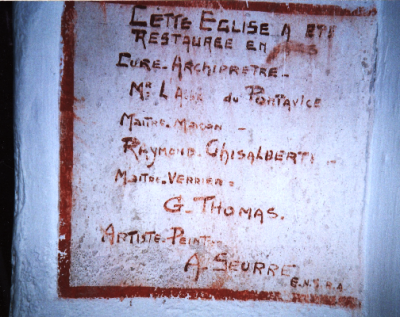 CETTE EGLISE A ETE
RESTAUREE EN
CURE-ARCHIPRETRE-
MR L'ABBE du PONTAVICE
MAITRE-MACON-
RAYMOND-GHISALBERTI-
MAITRE-VERRIER-
G-THOMAS.
ARTISTE-PEINT
A-SEURRE